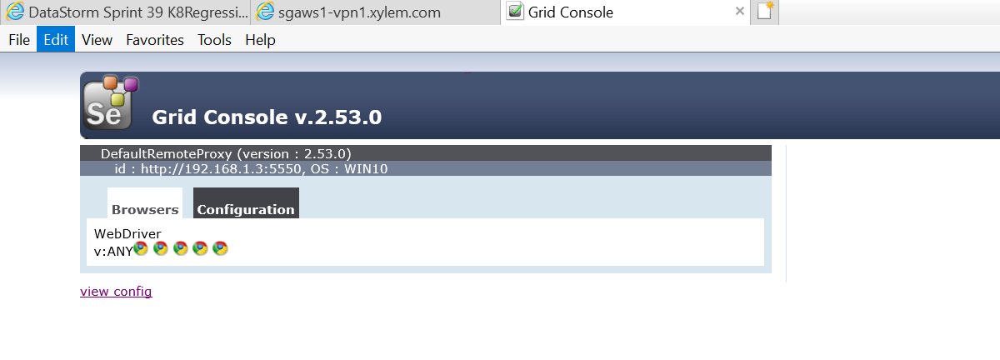 DataStorm Sprint 39 K8Regressi... sgaws1-vpn1.xylem.com Grid Console
File Edit View Favorites Tools Help
Se Grid Console v.2.53.0
DefaultRemoteProxy (version : 2.53.0)
id : http://192.168.1.3:5550, OS : WIN10
Browsers Configuration
WebDriver
v:ANY
view config